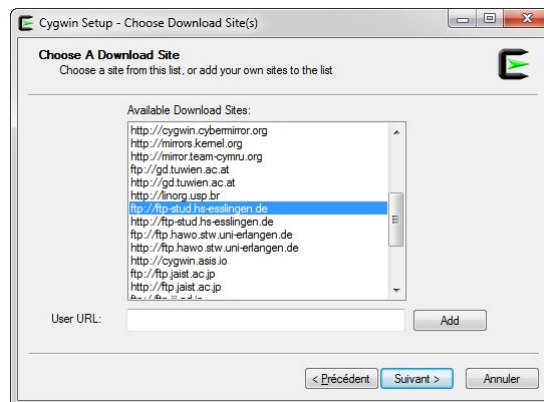 Cygwin Setup - Choose Download Site(s)
Choose A Download Site
Choose a site from this list, or add your own sites to the list
Available Download Sites:
http://cygwin.cybermirror.org
http://mirrors.kernel.org
http://mirror.team-cymru.org
ftp://gd.tuwien.ac.at
http://gd.tuwien.ac.at
http://linorg.usp.br
ftp://ftp-stud.hs-esslingen.de
http://ftp-stud.hs-esslingen.de
ftp://ftp.hawo.stw.uni-erlangen.de
http://ftp.hawo.stw.uni-erlangen.de
http://cygwin.asis.io
ftp://ftp.jaist.ac.jp
http://ftp.jaist.ac.jp
User URL:
Add
< Précédent
Suivant >
Annuler